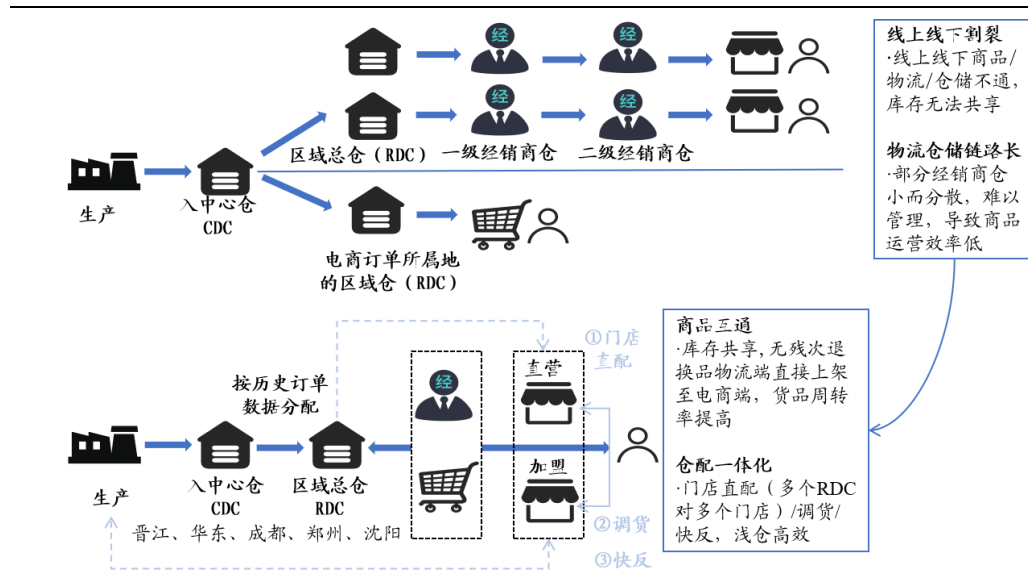 经
经
经
经
区域总仓（RDC）
一级经销商仓
二级经销商仓
生产
入中心仓
CDC
电商订单所属地
的区域仓（RDC）
线上线下割裂
·线上线下商品/
物流/仓储不通，
库存无法共享
物流仓储链路长
·部分经销商仓
小而分散，难以
管理，导致商品
运营效率低
①门店
直配
按历史订单
数据分配
经
直营
加盟
生产
入中心仓
CDC
区域总仓
RDC
晋江、华东、成都、郑州、沈阳
②调货
③快反
商品互通
·库存共享,无残次退
换品物流端直接上架
至电商端，货品周转
率提高
仓配一体化
·门店直配（多个RDC
对多个门店）/调货/
快反，浅仓高效